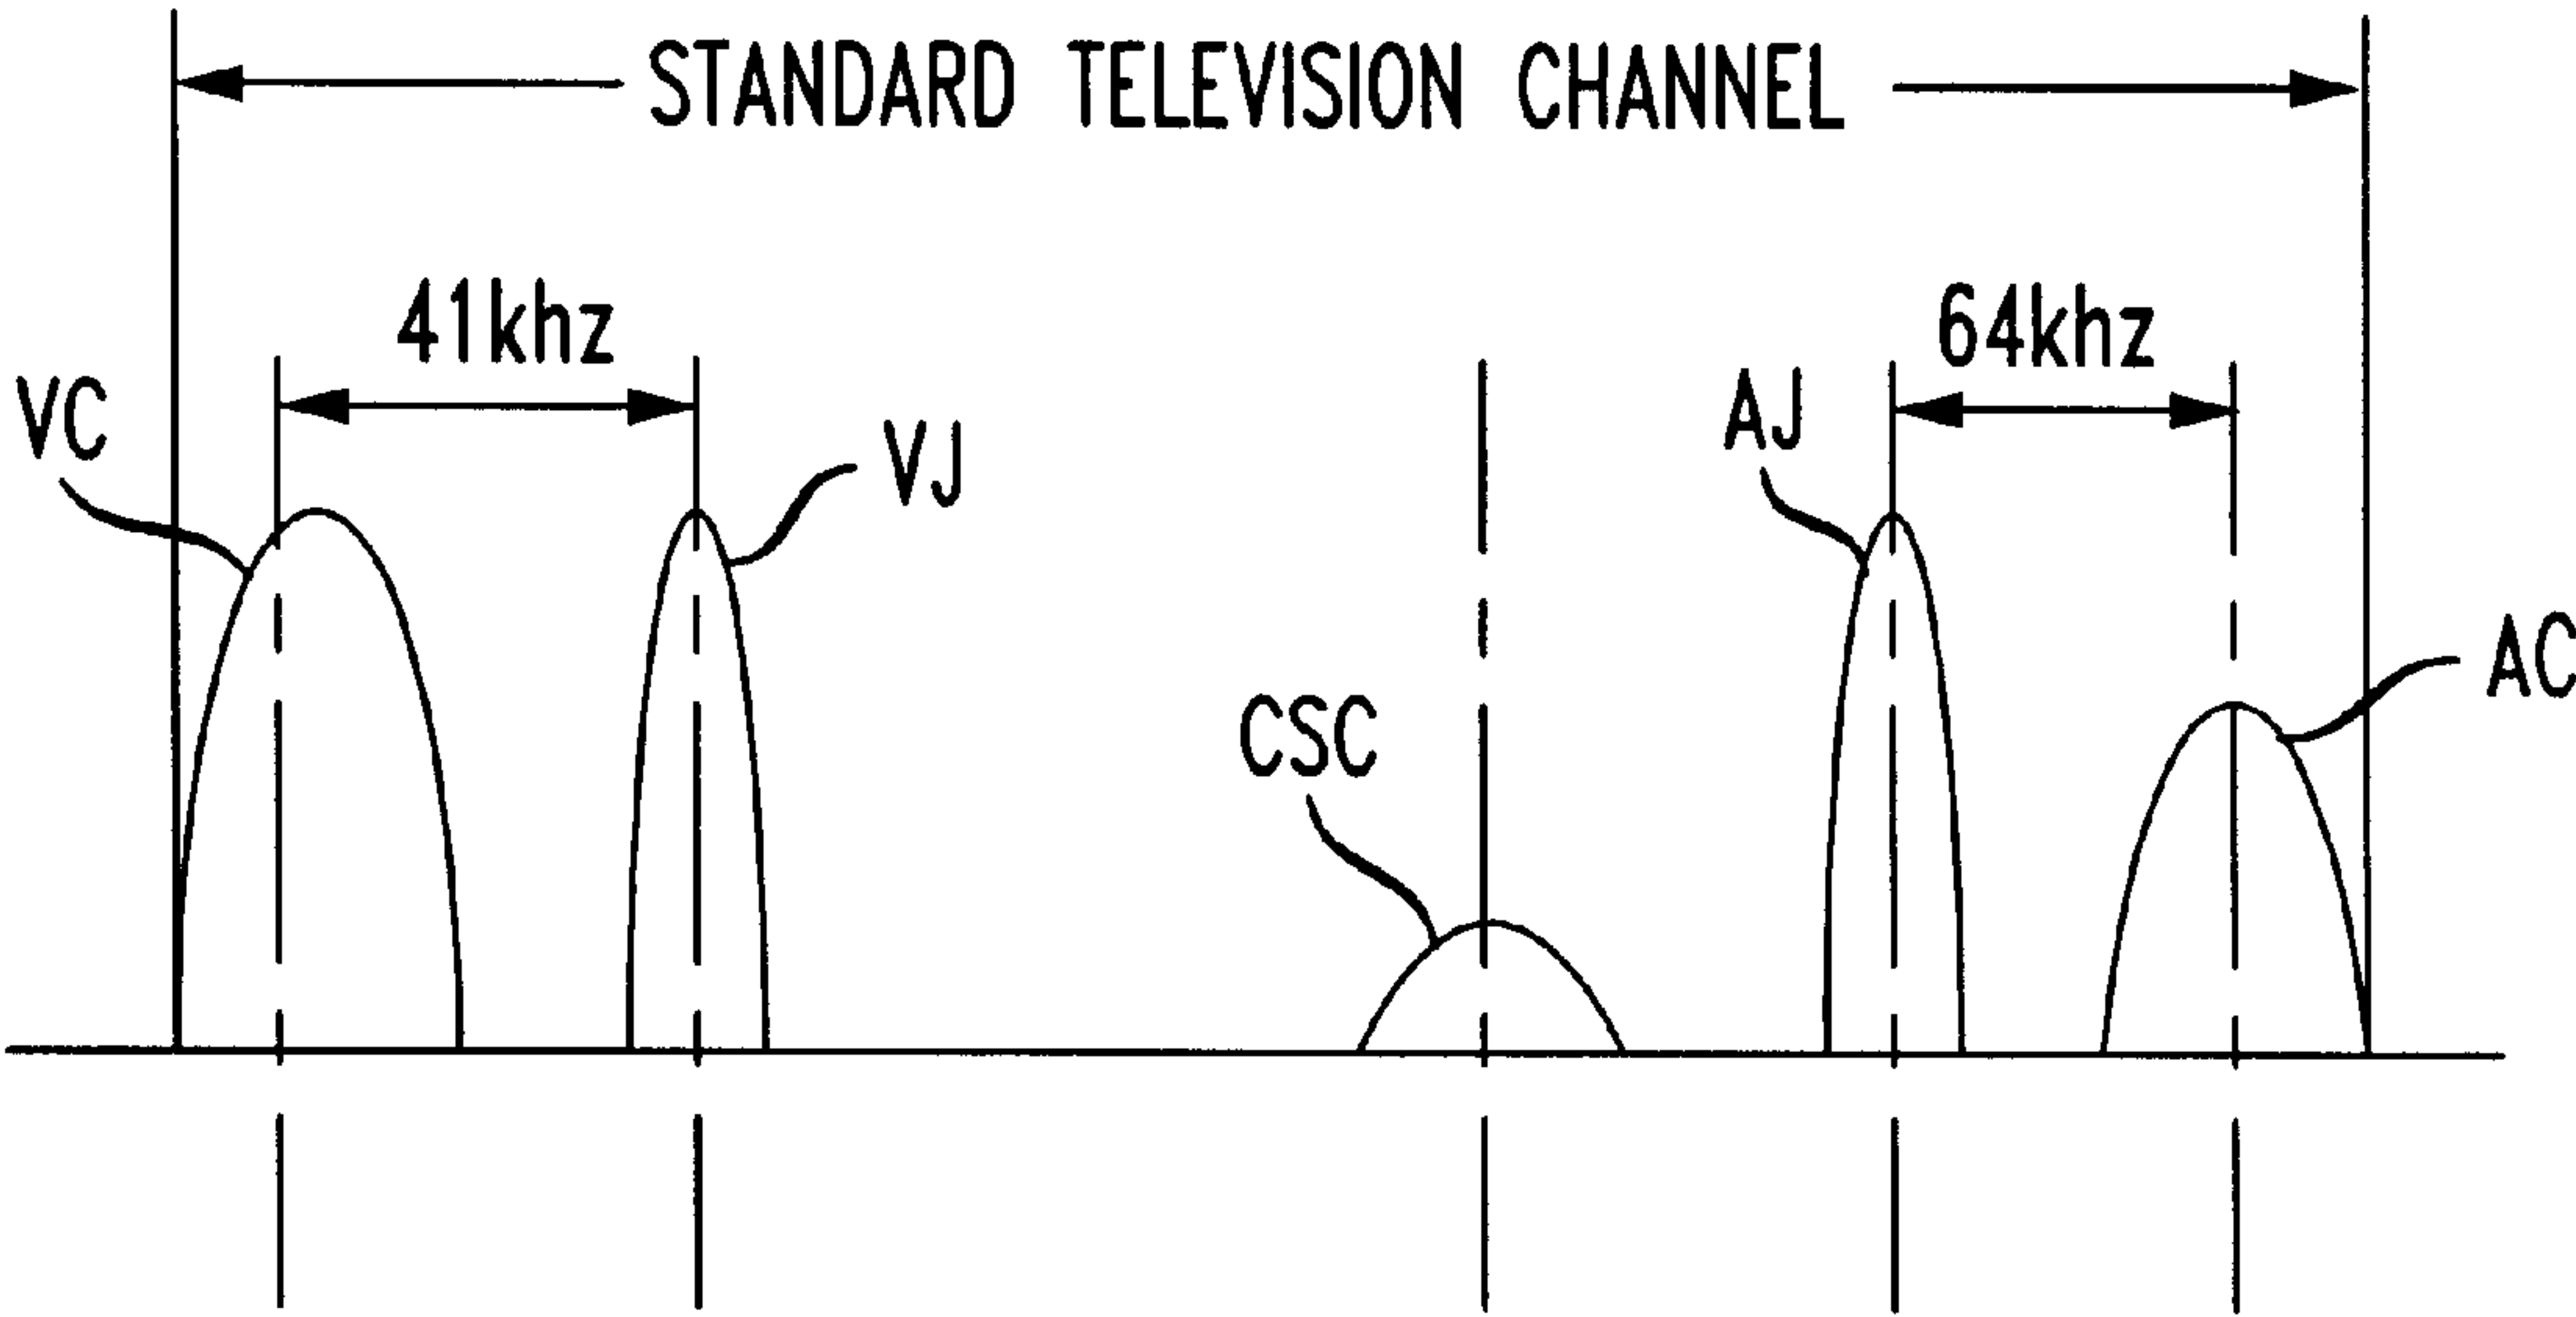 STANDARD TELEVISION CHANNEL
41khz
64khz
VC
VJ
AJ
AC
CSC